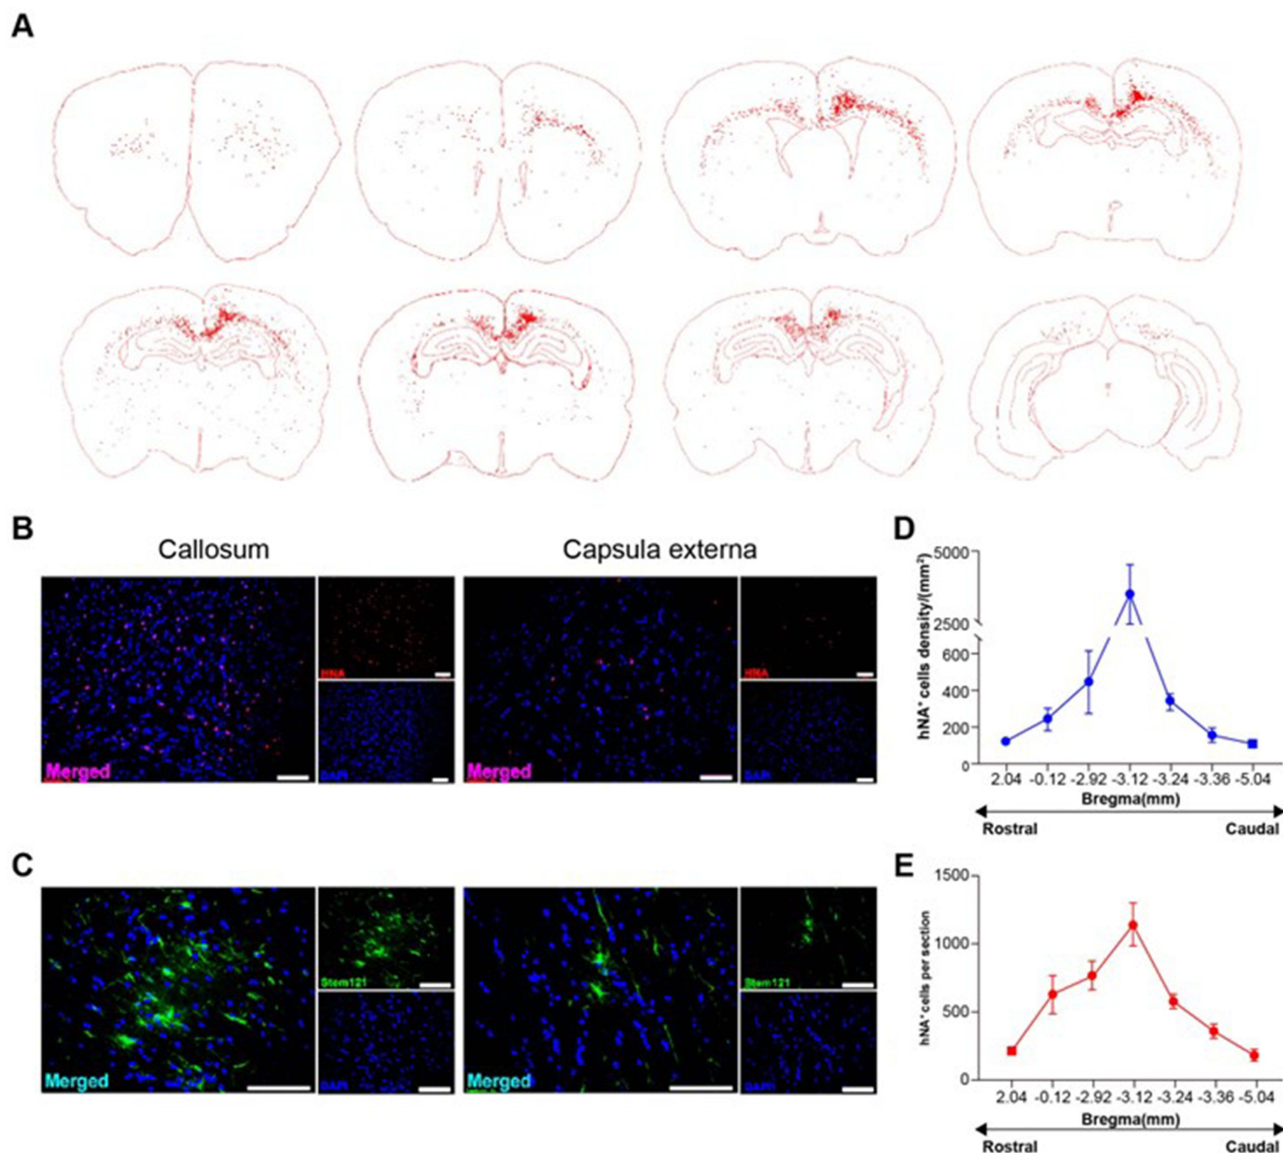 A
B
Callosum
Capsula externa
HNA
DAPI
Merged
HNA
DAPI
Merged
C
Stem121
DAPI
Merged
Stem121
DAPI
Merged
D
hNA⁺ cells density/(mm²)
5000
2500
600
400
200
0
2.04 -0.12 -2.92 -3.12 -3.24 -3.36 -5.04
Bregma(mm)
Rostral Caudal
E
hNA⁺ cells per section
1500
1000
500
0
2.04 -0.12 -2.92 -3.12 -3.24 -3.36 -5.04
Bregma(mm)
Rostral Caudal